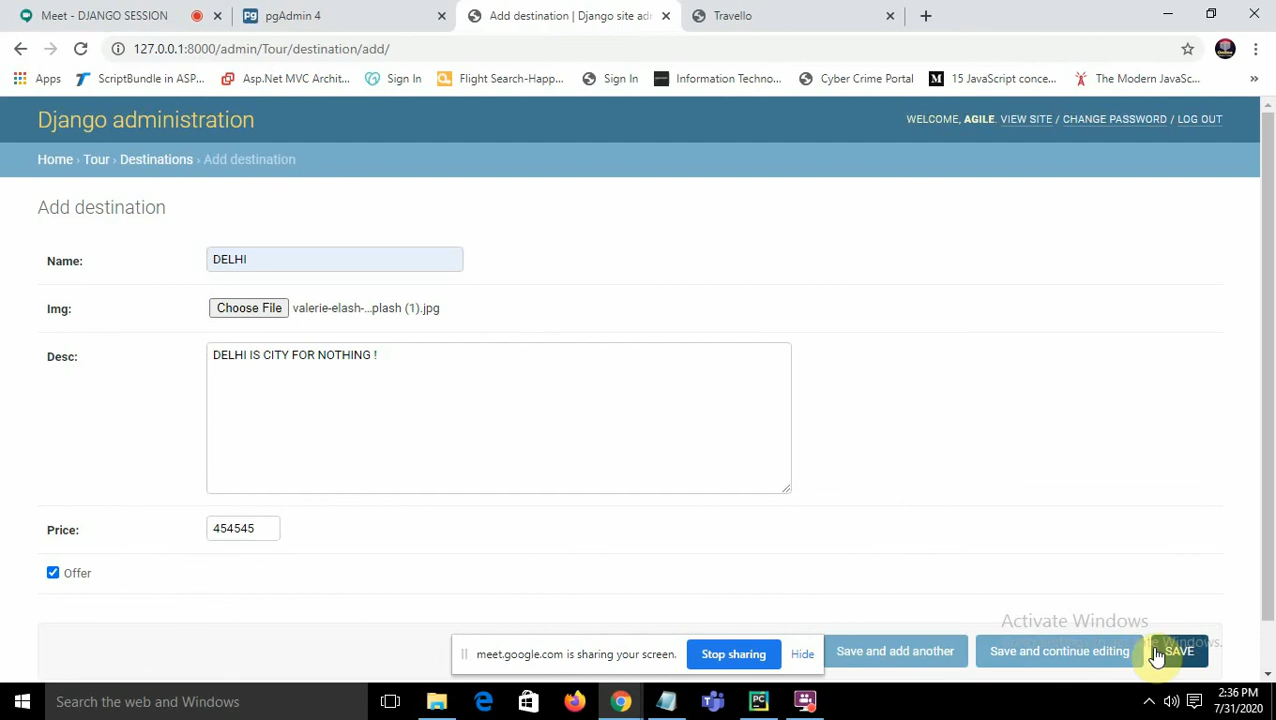 Meet - DJANGO SESSION
pgAdmin 4
Add destination | Django site adr
Travello
127.0.0.1:8000/admin/Tour/destination/add/
Apps
ScriptBundle in ASP...
Asp.Net MVC Archit...
Sign In
Flight Search-Happ...
Sign In
Information Techno...
Cyber Crime Portal
15 JavaScript conce...
The Modern JavaSc...
Django administration
WELCOME, AGILE. VIEW SITE / CHANGE PASSWORD / LOG OUT
Home › Tour › Destinations › Add destination
Add destination
Name:
DELHI
Img:
Choose File valerie-elash-...plash (1).jpg
Desc:
DELHI IS CITY FOR NOTHING !
Price:
454545
Offer
Activate Windows
Windows.
meet.google.com is sharing your screen.
Stop sharing
Hide
Save and add another
Save and continue editing
SAVE
Search the web and Windows
2:36 PM
7/31/2020